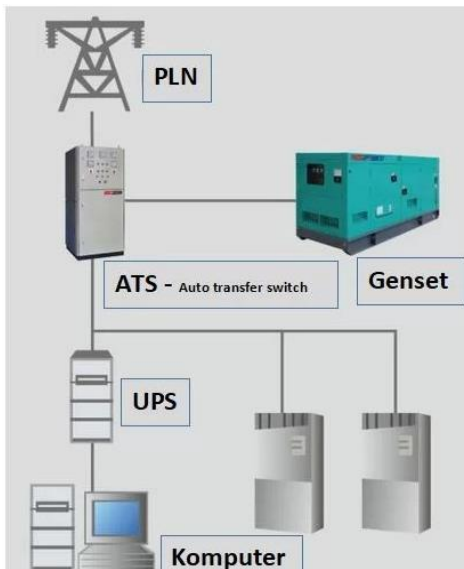 PLN
ATS - Auto transfer switch
Genset
UPS
Komputer